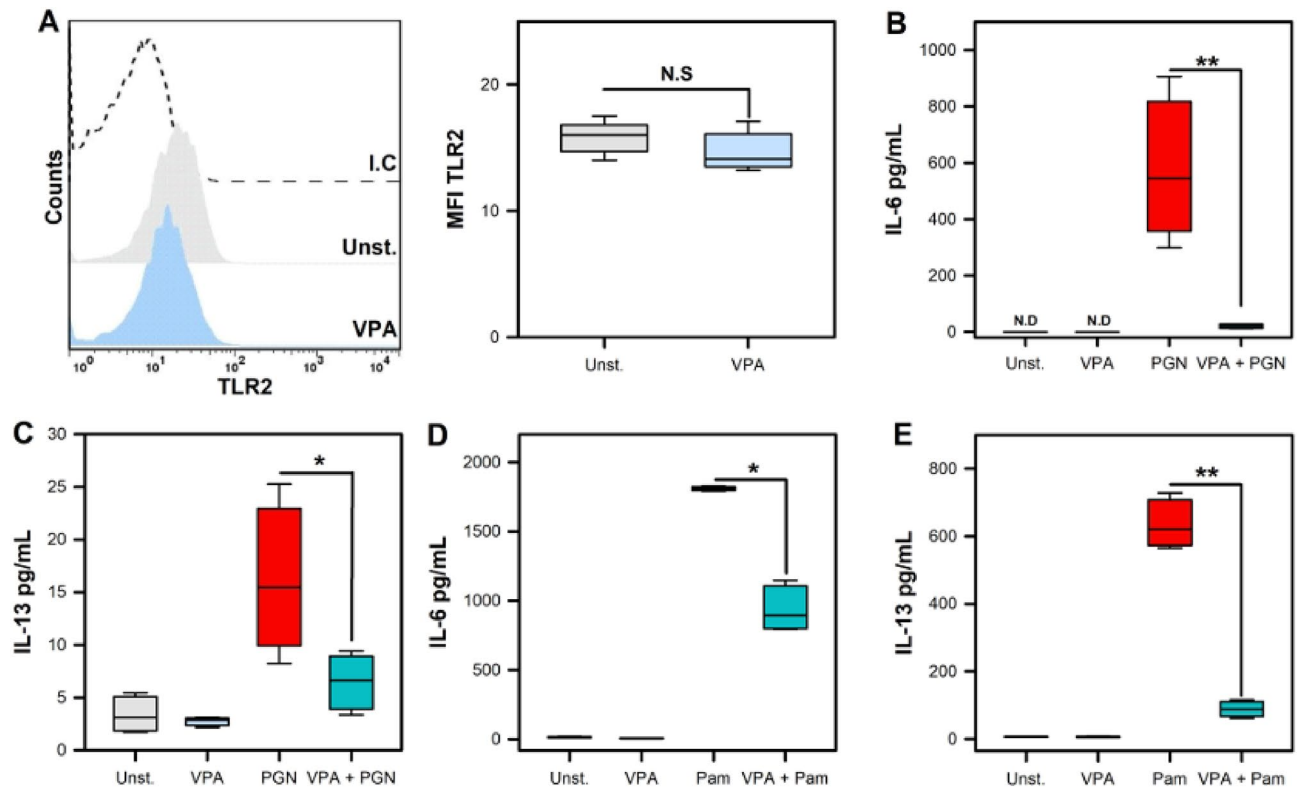 A
Counts
I.C
Unst.
VPA
10⁰ 10¹ 10² 10³ 10⁴
TLR2
MFI TLR2
20
10
0
N.S
Unst. VPA
B
IL-6 pg/mL
1000
800
600
400
200
0
**
N.D N.D
Unst. VPA PGN VPA + PGN
C
IL-13 pg/mL
30
25
20
15
10
5
0
*
Unst. VPA PGN VPA + PGN
D
IL-6 pg/mL
2000
1500
1000
500
0
*
Unst. VPA Pam VPA + Pam
E
IL-13 pg/mL
800
600
400
200
0
**
Unst. VPA Pam VPA + Pam